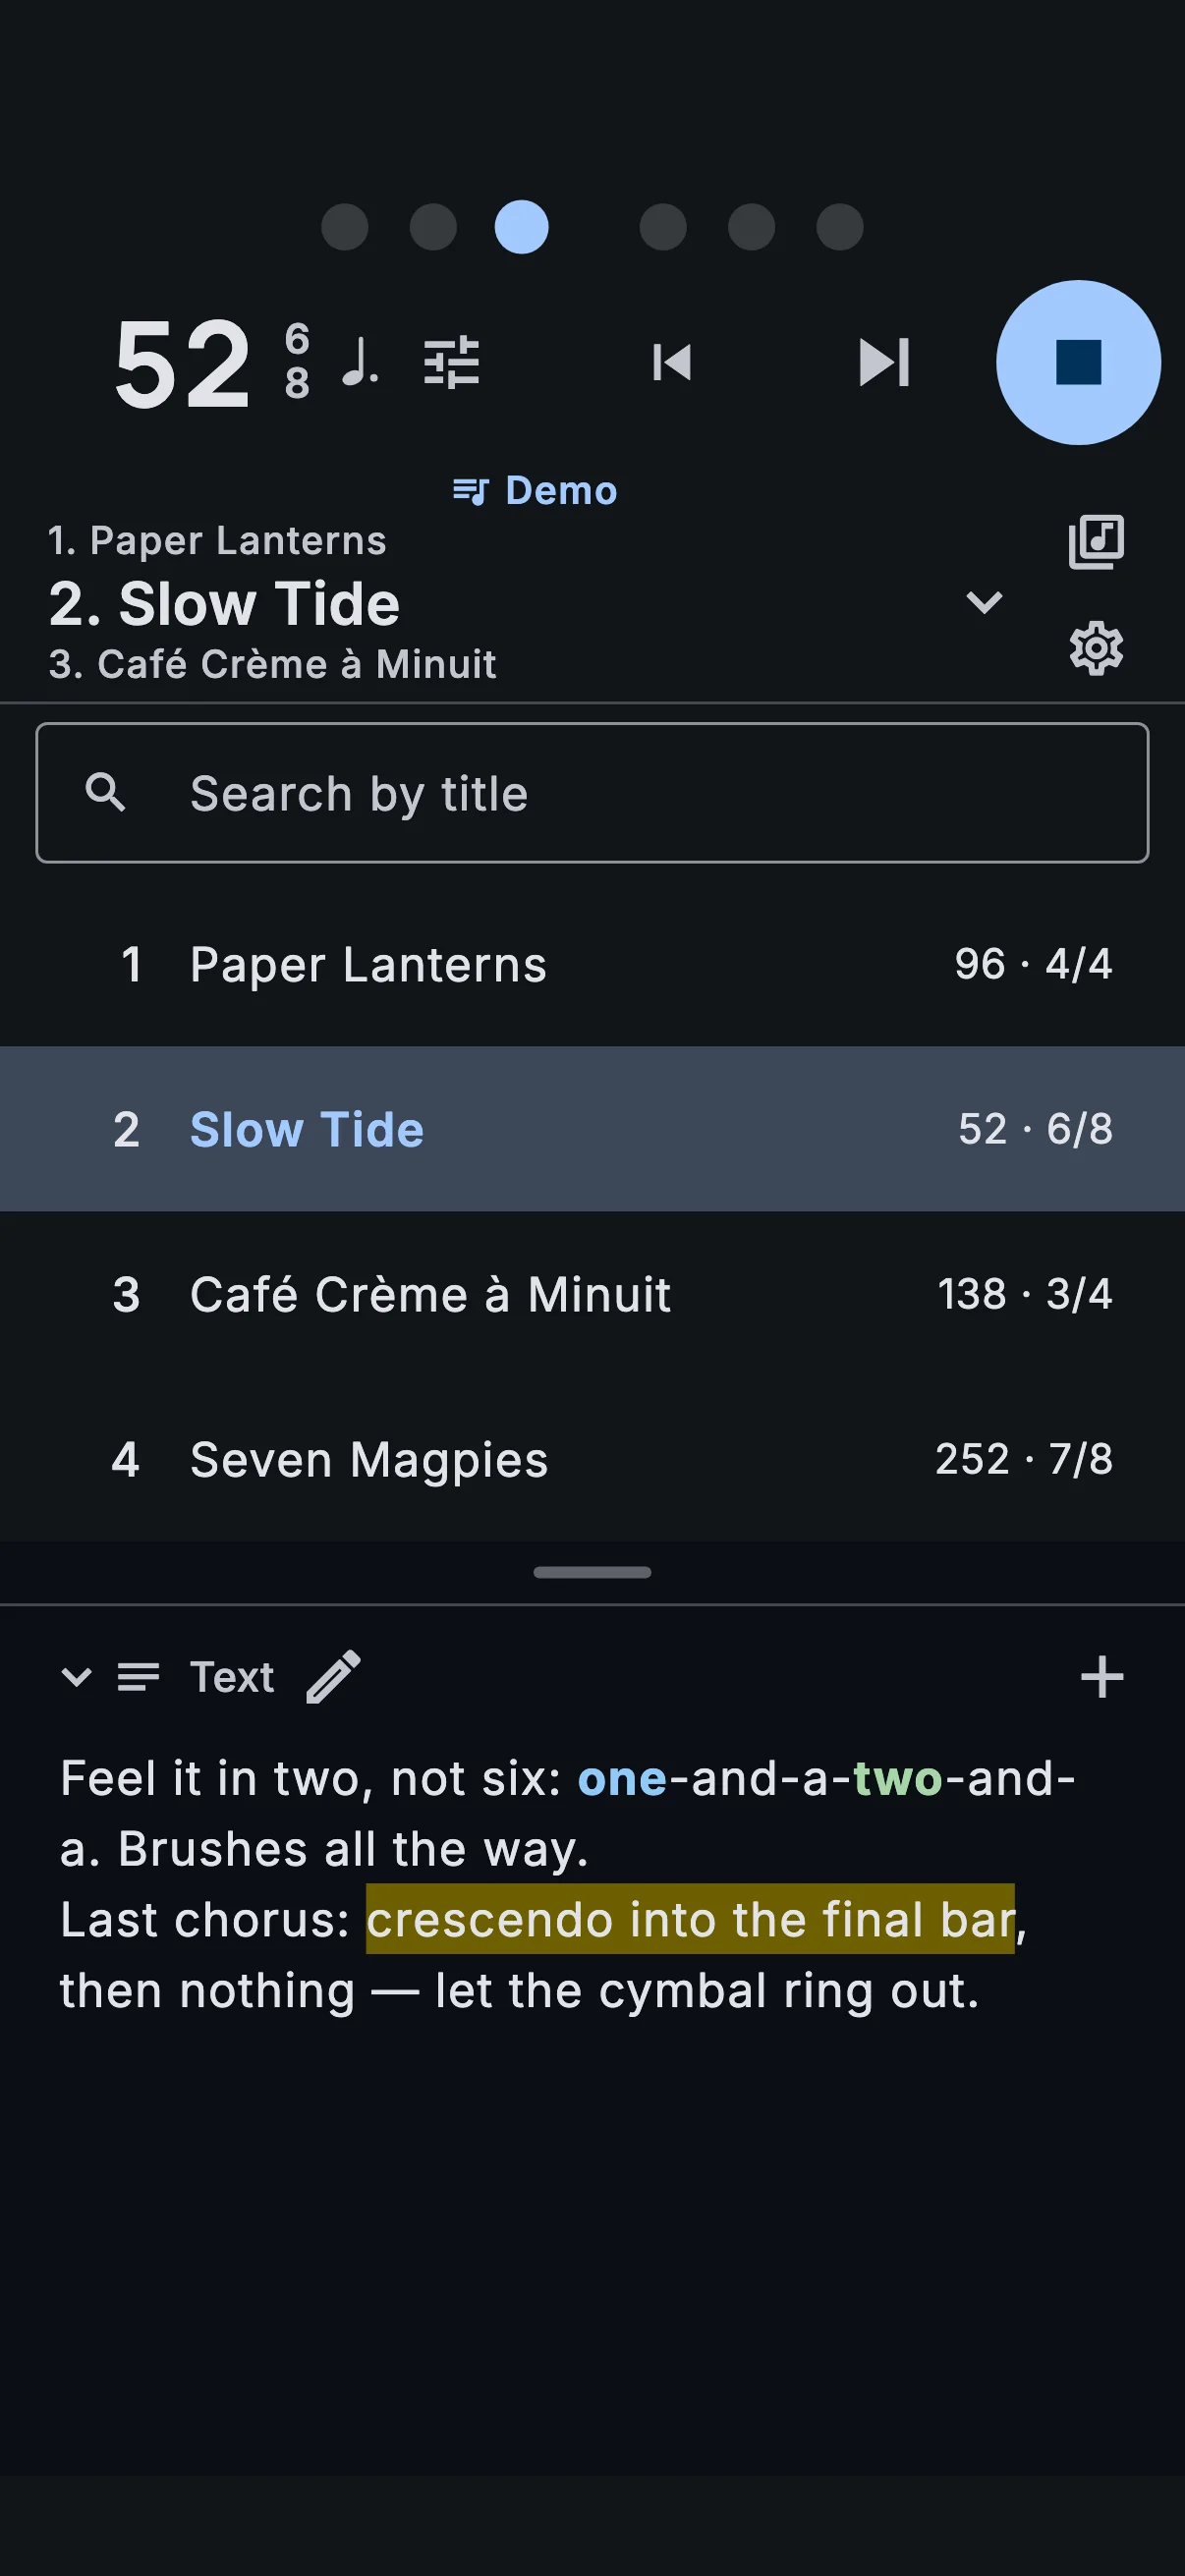 52 6/8
Demo
1. Paper Lanterns
2. Slow Tide
3. Café Crème à Minuit
Search by title
1 Paper Lanterns 96 · 4/4
2 Slow Tide 52 · 6/8
3 Café Crème à Minuit 138 · 3/4
4 Seven Magpies 252 · 7/8
Text
Feel it in two, not six: one-and-a-two-and-
a. Brushes all the way.
Last chorus: crescendo into the final bar,
then nothing — let the cymbal ring out.